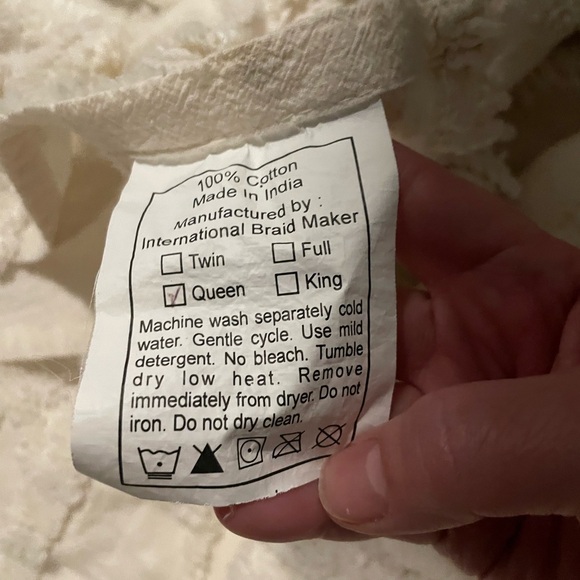 100% Cotton
Made In India
Manufactured by :
International Braid Maker
Twin Full
Queen King
Machine wash separately cold
water. Gentle cycle. Use mild
detergent. No bleach. Tumble
dry low heat. Remove
immediately from dryer. Do not
iron. Do not dry clean.